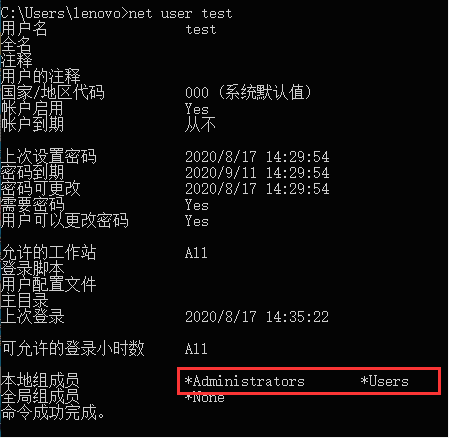 C:\Users\lenovo>net user test
用户名 test
全名
注释
用户的注释
国家/地区代码 000 (系统默认值)
帐户启用 Yes
帐户到期 从不
上次设置密码 2020/8/17 14:29:54
密码到期 2020/9/11 14:29:54
密码可更改 2020/8/17 14:29:54
需要密码 Yes
用户可以更改密码 Yes
允许的工作站 All
登录脚本
用户配置文件
主目录
上次登录 2020/8/17 14:35:22
可允许的登录小时数 All
本地组成员 *Administrators *Users
全局组成员 *None
命令成功完成。